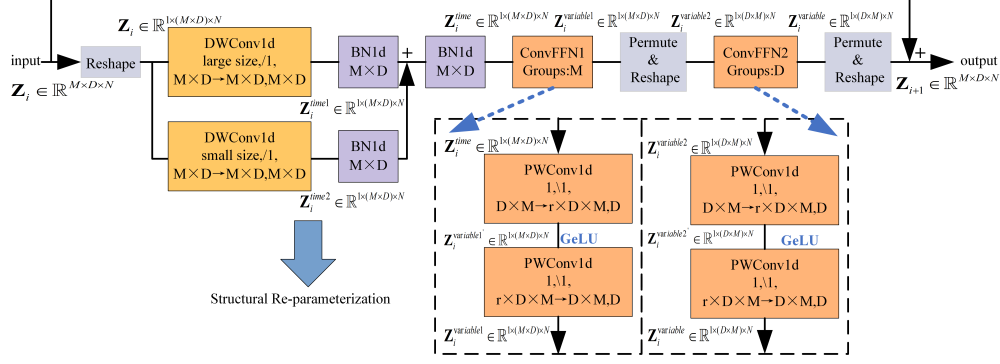 input
Z_i ∈ ℝ^{M×D×N}
Reshape
Z_i ∈ ℝ^{1×(M×D)×N}
DWConv1d
large size,/1,
M×D→M×D,M×D
BN1d
M×D
Z_i^{time1} ∈ ℝ^{1×(M×D)×N}
DWConv1d
small size,/1,
M×D→M×D,M×D
BN1d
M×D
Z_i^{time2} ∈ ℝ^{1×(M×D)×N}
Structural Re-parameterization
+
BN1d
M×D
Z_i^{time} ∈ ℝ^{1×(M×D)×N}
ConvFFN1
Groups:M
Z_i^{variable1} ∈ ℝ^{1×(M×D)×N}
Permute
&
Reshape
Z_i^{variable2} ∈ ℝ^{1×(D×M)×N}
ConvFFN2
Groups:D
Z_i^{variable} ∈ ℝ^{1×(D×M)×N}
Permute
&
Reshape
+
output
Z_{i+1} ∈ ℝ^{M×D×N}
Z_i^{time} ∈ ℝ^{1×(M×D)×N}
PWConv1d
1,\1,
D×M→r×D×M,D
Z_i^{variable1'} ∈ ℝ^{1×(M×D)×N}
GeLU
PWConv1d
1,\1,
r×D×M→D×M,D
Z_i^{variable1} ∈ ℝ^{1×(M×D)×N}
Z_i^{variable2} ∈ ℝ^{1×(D×M)×N}
PWConv1d
1,\1,
D×M→r×D×M,D
Z_i^{variable2'} ∈ ℝ^{1×(D×M)×N}
GeLU
PWConv1d
1,\1,
r×D×M→D×M,D
Z_i^{variable} ∈ ℝ^{1×(D×M)×N}